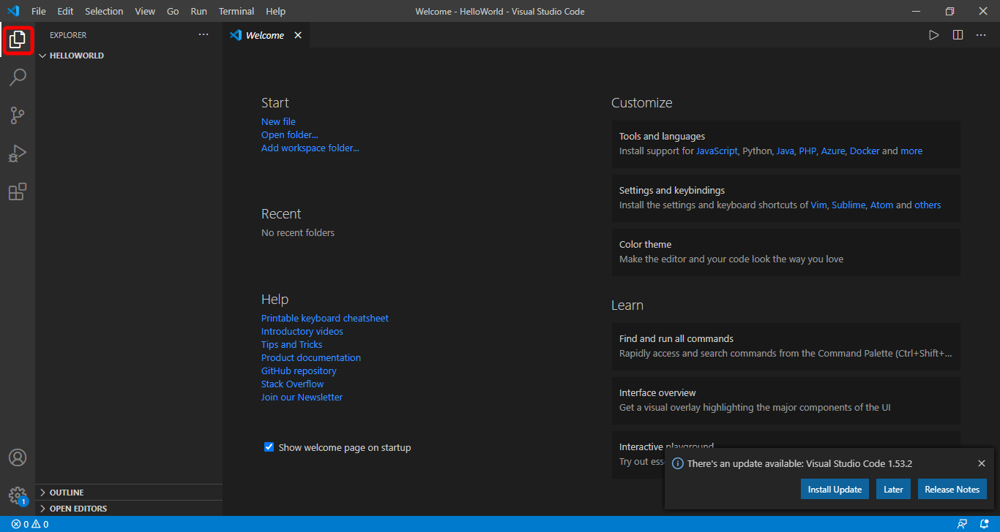 File Edit Selection View Go Run Terminal Help
Welcome - HelloWorld - Visual Studio Code
EXPLORER
HELLOWORLD
Welcome
Start
New file
Open folder...
Add workspace folder...
Recent
No recent folders
Help
Printable keyboard cheatsheet
Introductory videos
Tips and Tricks
Product documentation
GitHub repository
Stack Overflow
Join our Newsletter
Show welcome page on startup
Customize
Tools and languages
Install support for JavaScript, Python, Java, PHP, Azure, Docker and more
Settings and keybindings
Install the settings and keyboard shortcuts of Vim, Sublime, Atom and others
Color theme
Make the editor and your code look the way you love
Learn
Find and run all commands
Rapidly access and search commands from the Command Palette (Ctrl+Shift+...
Interface overview
Get a visual overlay highlighting the major components of the UI
Interactive playground
Try out
There's an update available: Visual Studio Code 1.53.2
Install Update Later Release Notes
OUTLINE
OPEN EDITORS
1
0 0